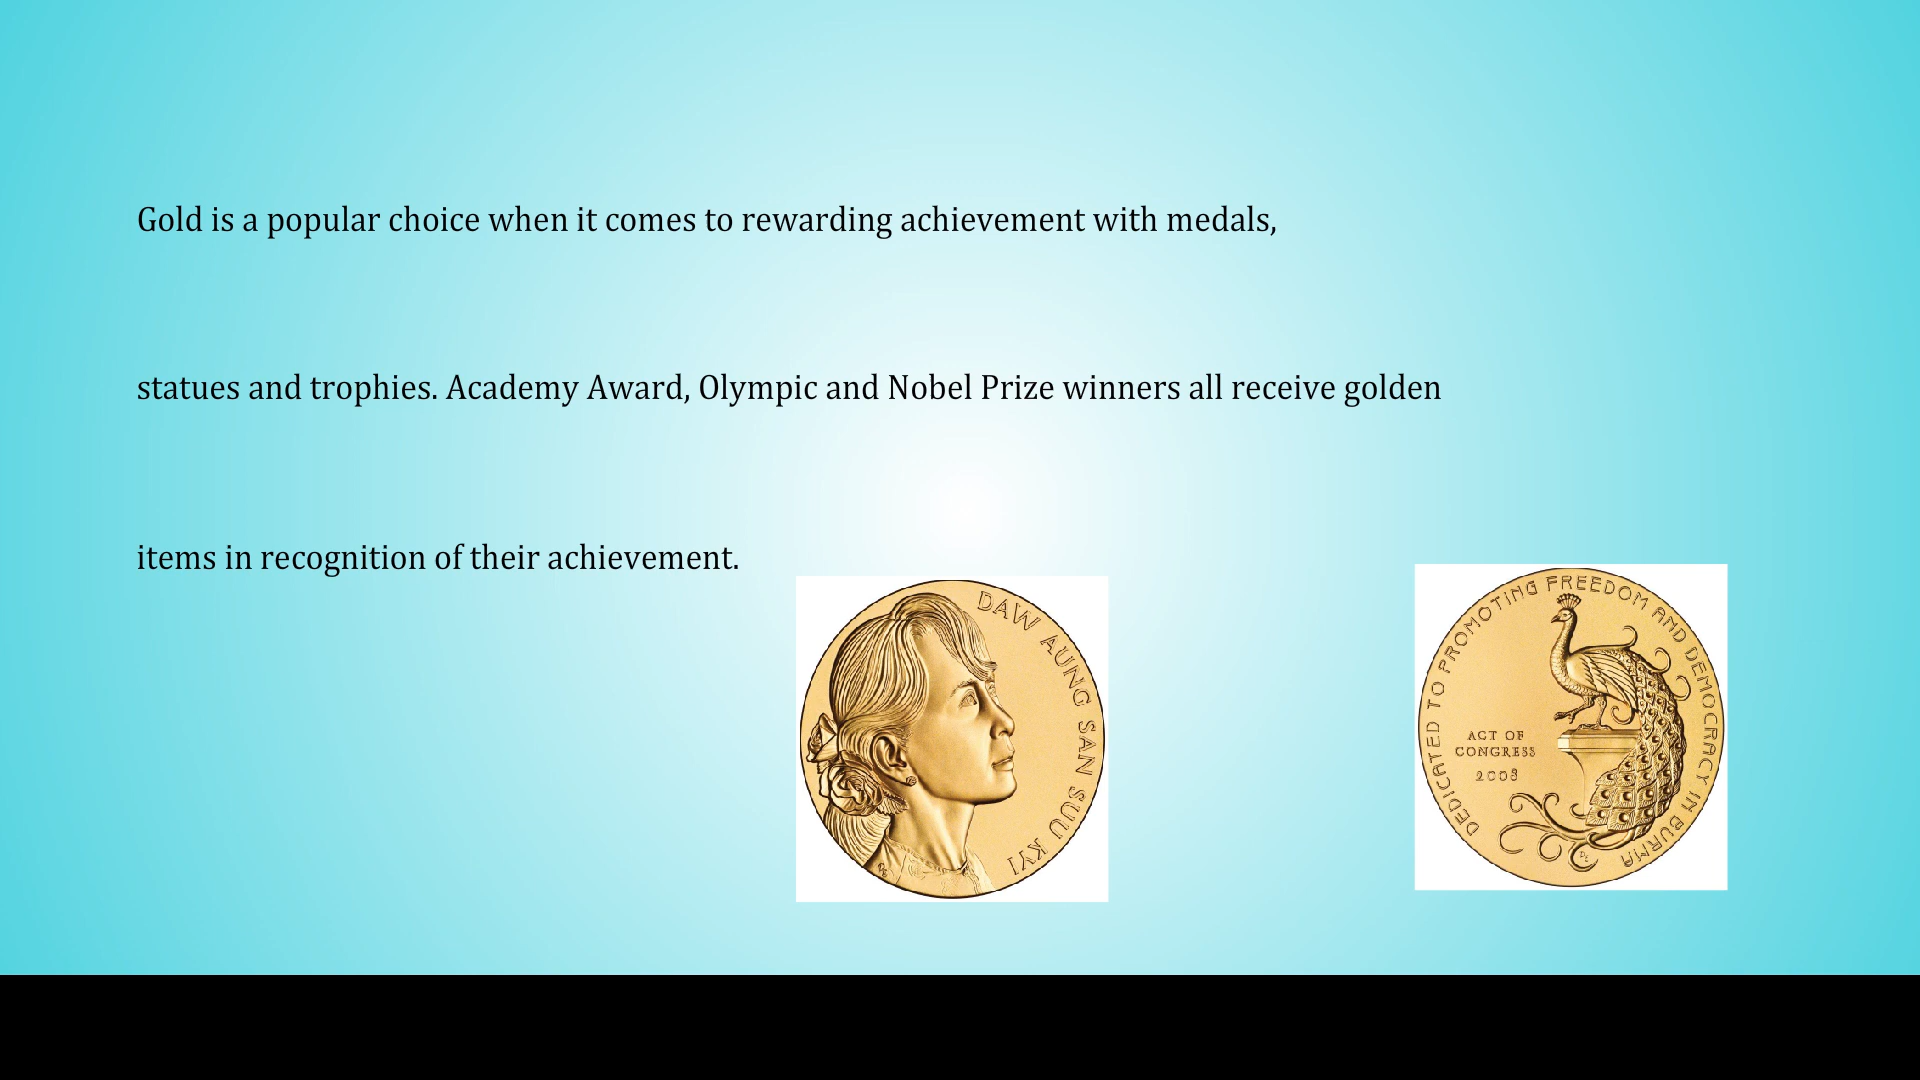 Gold is a popular choice when it comes to rewarding achievement with medals,
statues and trophies. Academy Award, Olympic and Nobel Prize winners all receive golden
items in recognition of their achievement.
DAW AUNG SAN SUU KYI
DEDICATED TO PROMOTING FREEDOM AND DEMOCRACY IN BURMA
ACT OF
CONGRESS
2008